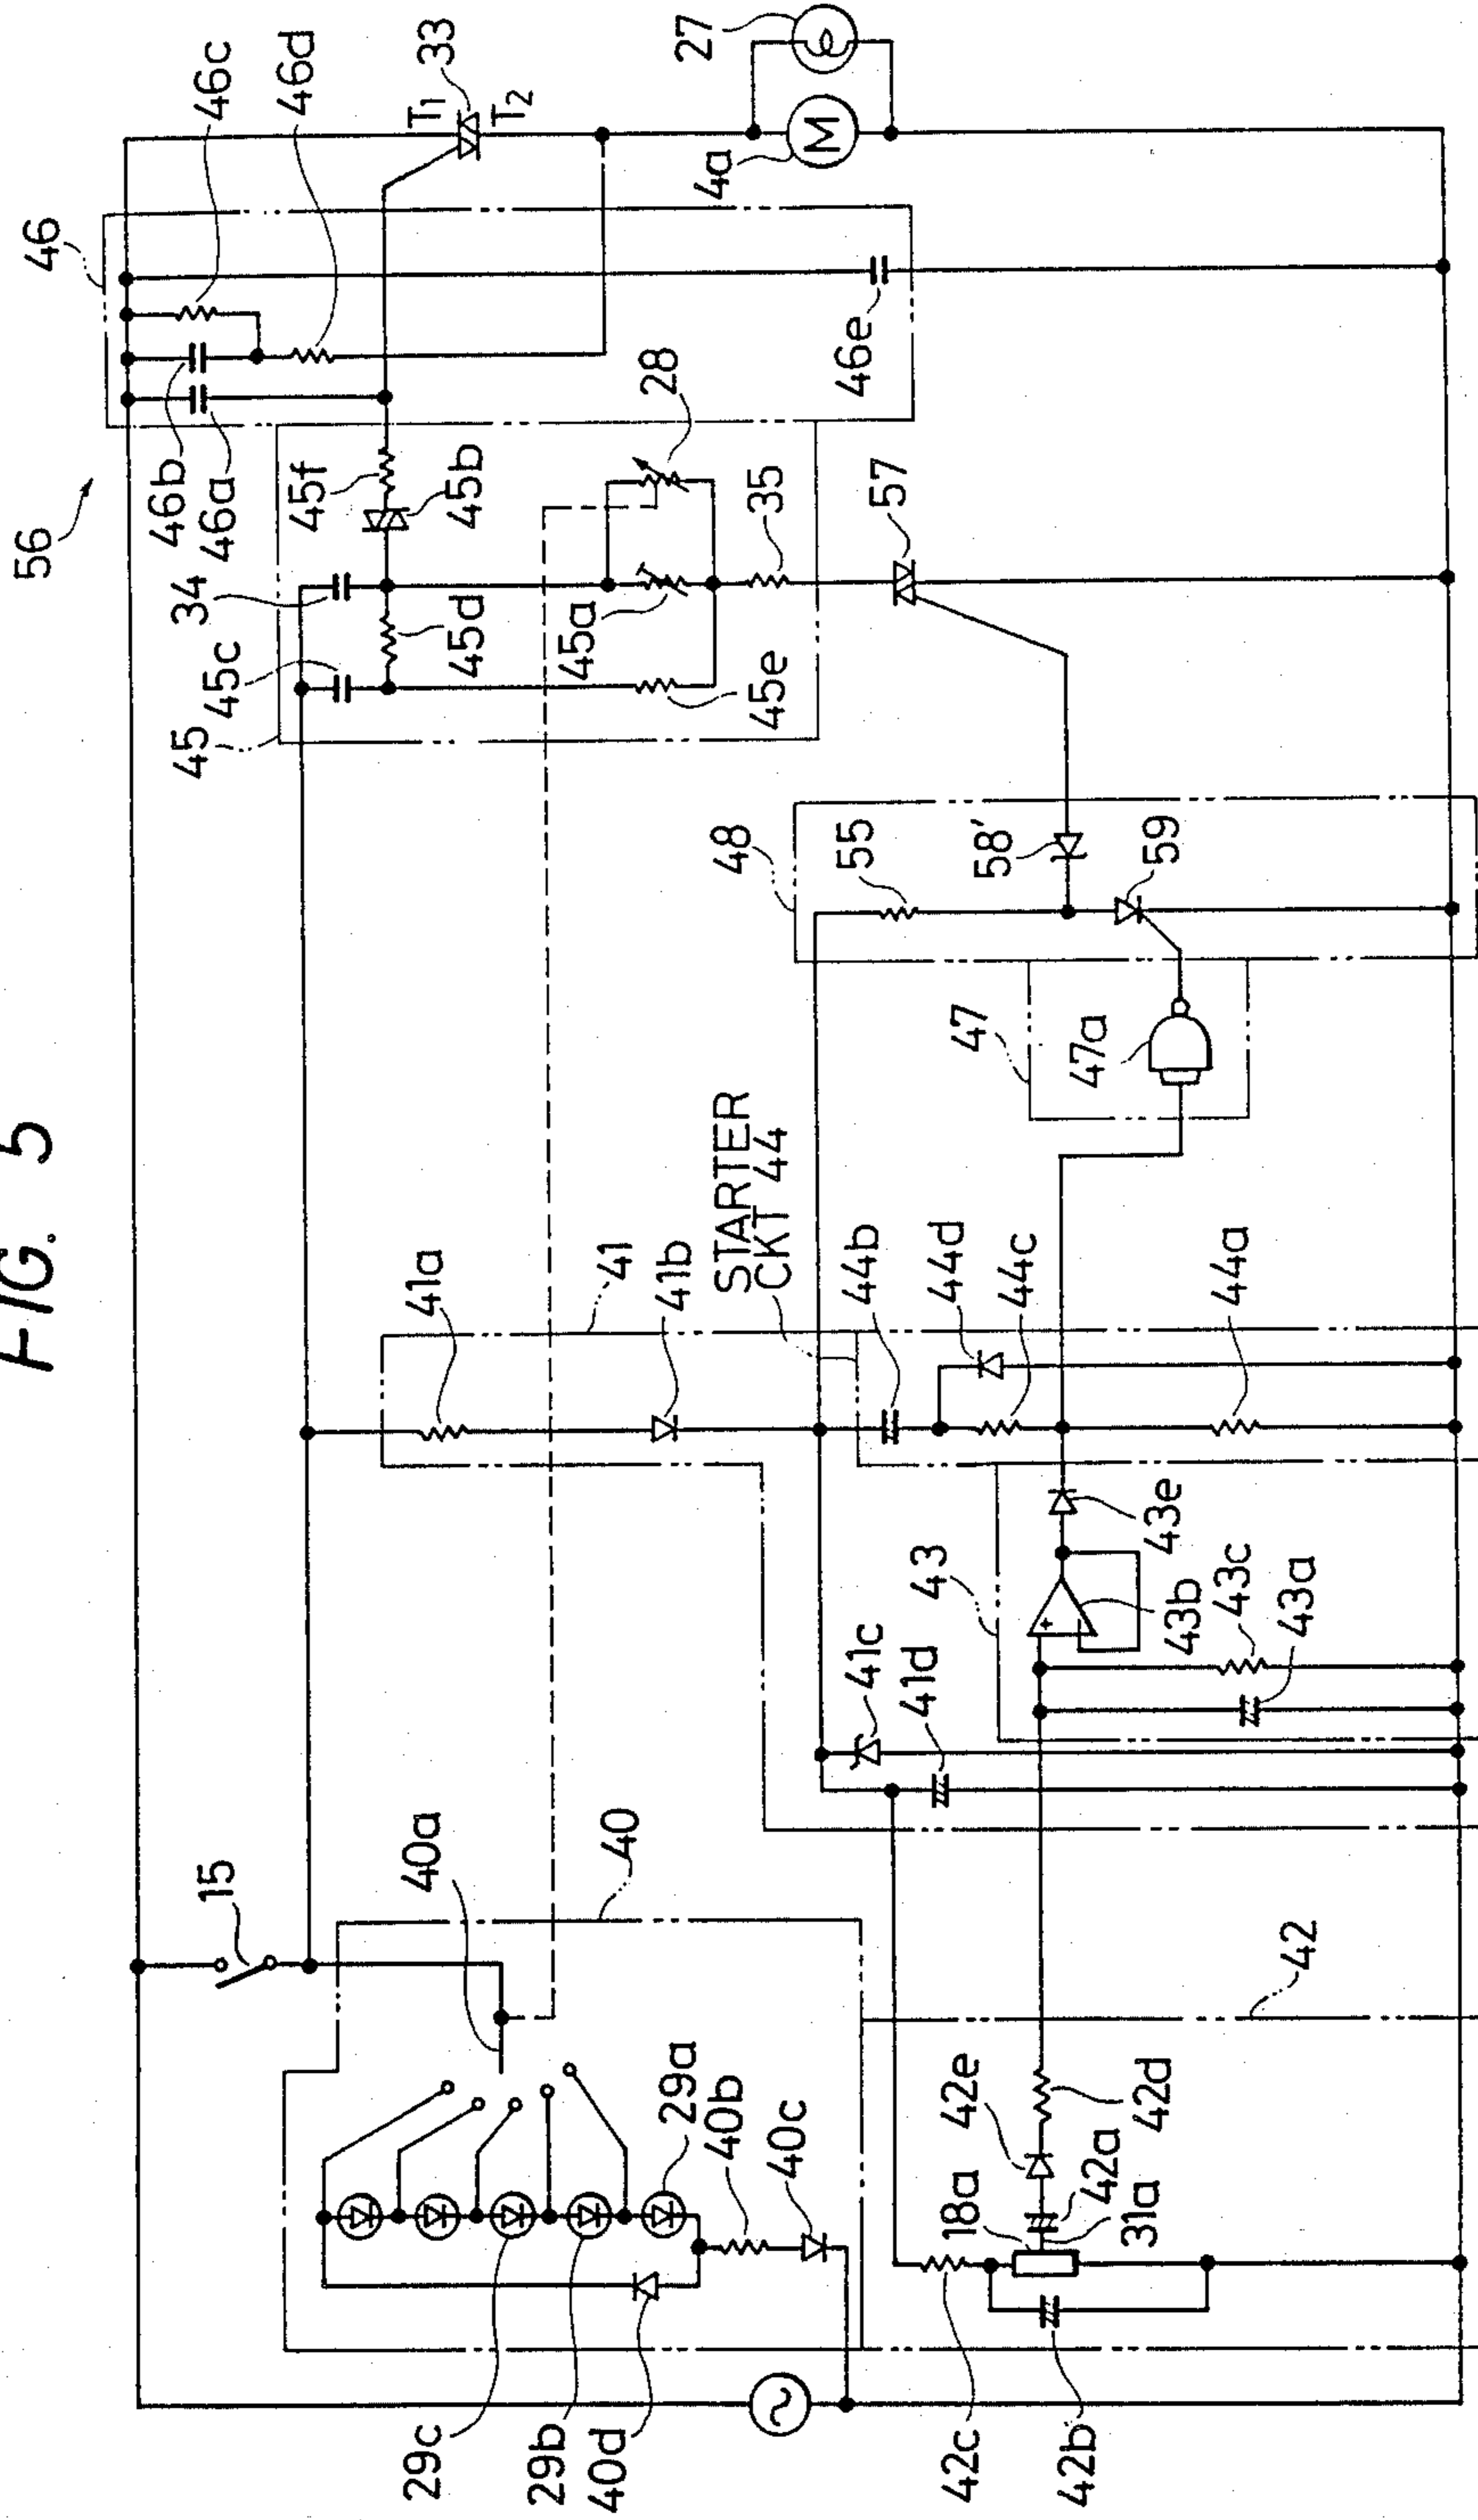 FIG. 5
56
46
46c
46d
T1
33
T2
27
4a
M
46b
46a
46e
34
45f
45b
28
45c
45
45d
45a
45e
35
57
48
55
58'
59
47
47a
STARTER
CKT 44
41a
41
41b
44b
44d
44c
44a
15
40a
40
41c
41d
43
43e
43b
+
43c
43a
42
29a
40b
40c
42e
42d
18a
42a
31a
29c
29b
40d
42c
42b